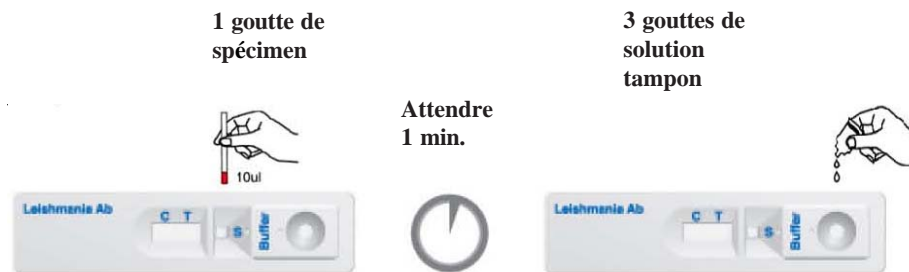 1 goutte de
spécimen
3 gouttes de
solution
tampon
Attendre
1 min.
10ul
Leishmania Ab
C T
S
Buffer
Leishmania Ab
C T
S
Buffer